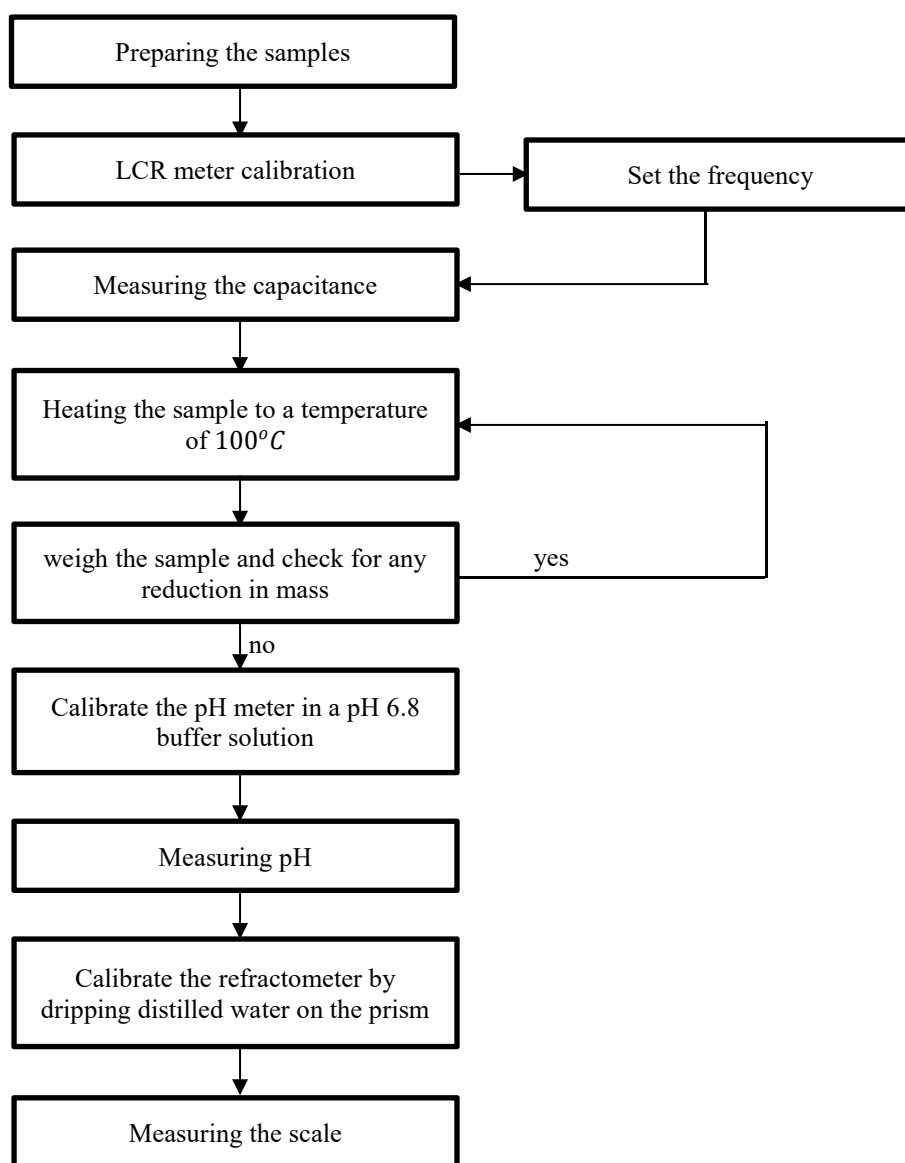 Preparing the samples
LCR meter calibration
Set the frequency
Measuring the capacitance
Heating the sample to a temperature
of 100°C
weigh the sample and check for any
reduction in mass
yes
no
Calibrate the pH meter in a pH 6.8
buffer solution
Measuring pH
Calibrate the refractometer by
dripping distilled water on the prism
Measuring the scale